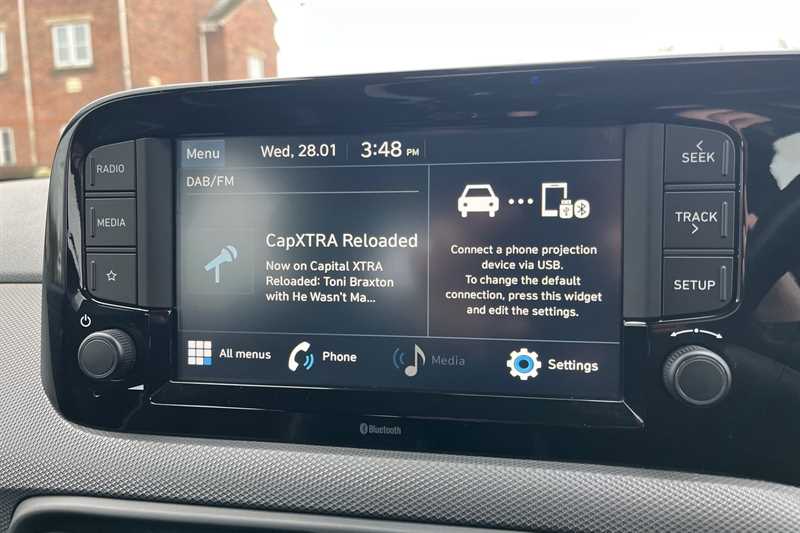 RADIO
MEDIA
Menu
Wed, 28.01
3:48 PM
DAB/FM
CapXTRA Reloaded
Now on Capital XTRA
Reloaded: Toni Braxton
with He Wasn't Ma...
Connect a phone projection
device via USB.
To change the default
connection, press this widget
and edit the settings.
All menus
Phone
Media
Settings
< SEEK
TRACK >
SETUP
Bluetooth